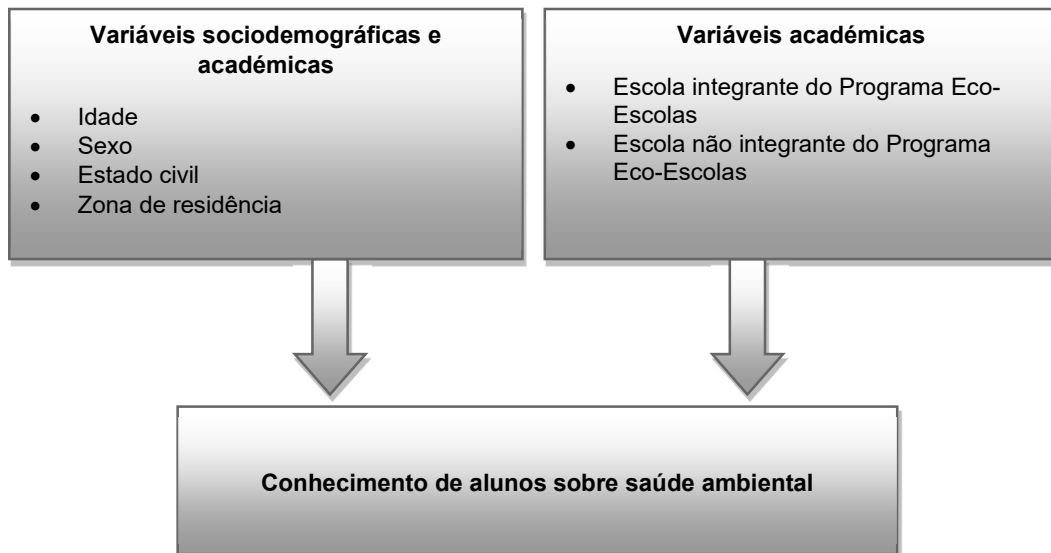 Variáveis sociodemográficas e
académicas
• Idade
• Sexo
• Estado civil
• Zona de residência
Variáveis académicas
• Escola integrante do Programa Eco-
Escolas
• Escola não integrante do Programa
Eco-Escolas
Conhecimento de alunos sobre saúde ambiental